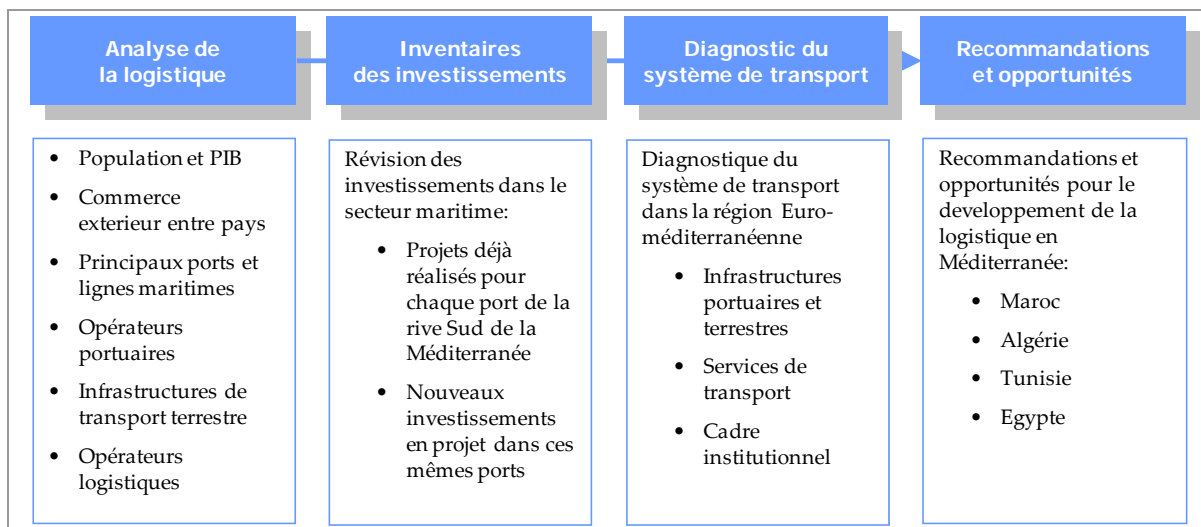 Analyse de
la logistique
Inventaires
des investissements
Diagnostic du
système de transport
Recommandations
et opportunités
• Population et PIB
• Commerce
exterieur entre pays
• Principaux ports et
lignes maritimes
• Opérateurs
portuaires
• Infrastructures de
transport terrestre
• Opérateurs
logistiques
Révision des
investissements dans le
secteur maritime:
• Projets déjà
réalisés pour
chaque port de la
rive Sud de la
Méditerranée
• Nouveaux
investissements
en projet dans ces
mêmes ports
Diagnostique du
système de transport
dans la région Euro-
méditerranéenne
• Infrastructures
portuaires et
terrestres
• Services de
transport
• Cadre
institutionnel
Recommandations et
opportunités pour le
developpement de la
logistique en
Méditerranée:
• Maroc
• Algérie
• Tunisie
• Egypte